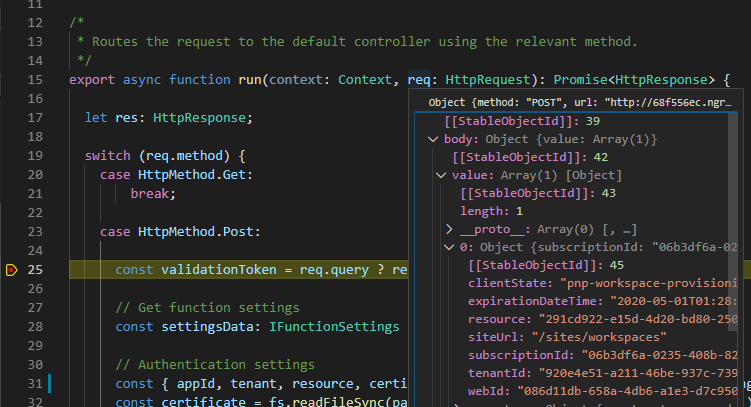 11
12 /*
13 * Routes the request to the default controller using the relevant method.
14 */
15 export async function run(context: Context, req: HttpRequest): Promise<HttpResponse> {
16
17 let res: HttpResponse;
18
19 switch (req.method) {
20 case HttpMethod.Get:
21 break;
22
23 case HttpMethod.Post:
24
25 const validationToken = req.query ? re
26
27 // Get function settings
28 const settingsData: IFunctionSettings
29
30 // Authentication settings
31 const { appId, tenant, resource, certi
32 const certificate = fs.readFileSync(pa
Object {method: "POST", url: "http://68f556ec.ngr…
[[StableObjectId]]: 39
body: Object {value: Array(1)}
[[StableObjectId]]: 42
value: Array(1) [Object]
[[StableObjectId]]: 43
length: 1
__proto__: Array(0) [, …]
0: Object {subscriptionId: "06b3df6a-02
[[StableObjectId]]: 45
clientState: "pnp-workspace-provisioni
expirationDateTime: "2020-05-01T01:28:
resource: "291cd922-e15d-4d20-bd80-250
siteUrl: "/sites/workspaces"
subscriptionId: "06b3df6a-0235-408b-82
tenantId: "920e4e51-a211-46be-937c-739
webId: "086d11db-658a-4db6-a1e3-d7c950